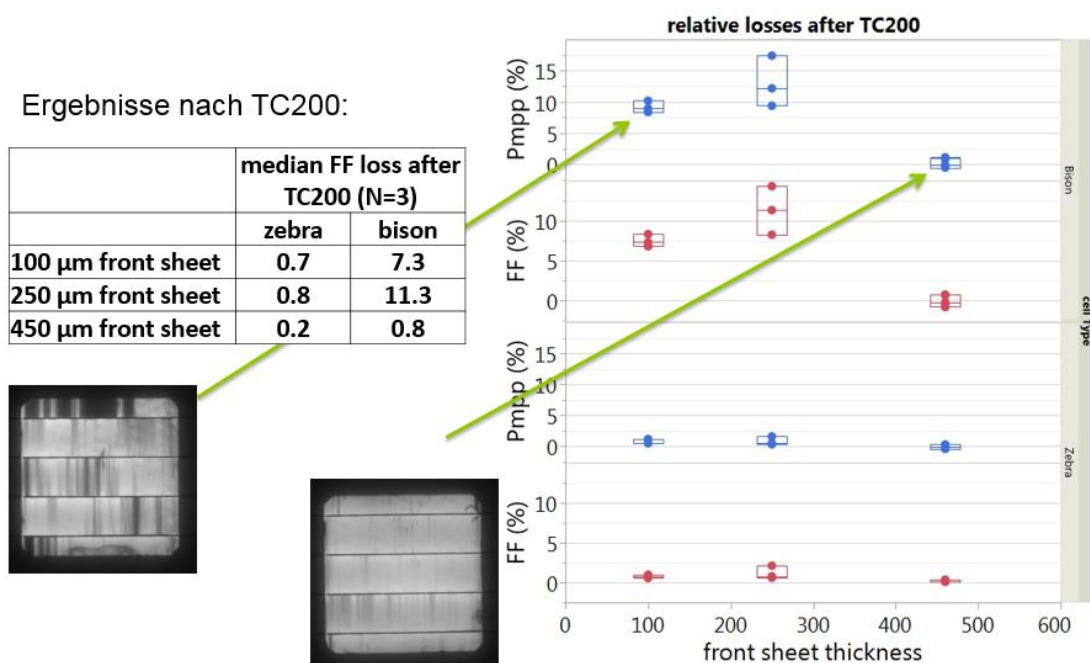 relative losses after TC200
Ergebnisse nach TC200:
median FF loss after
TC200 (N=3)
zebra bison
100 µm front sheet 0.7 7.3
250 µm front sheet 0.8 11.3
450 µm front sheet 0.2 0.8
Pmpp (%)
15
10
5
0
FF (%)
10
5
0
Bison
Pmpp (%)
15
10
5
0
FF (%)
10
5
0
Zebra
cell Type
0 100 200 300 400 500 600
front sheet thickness